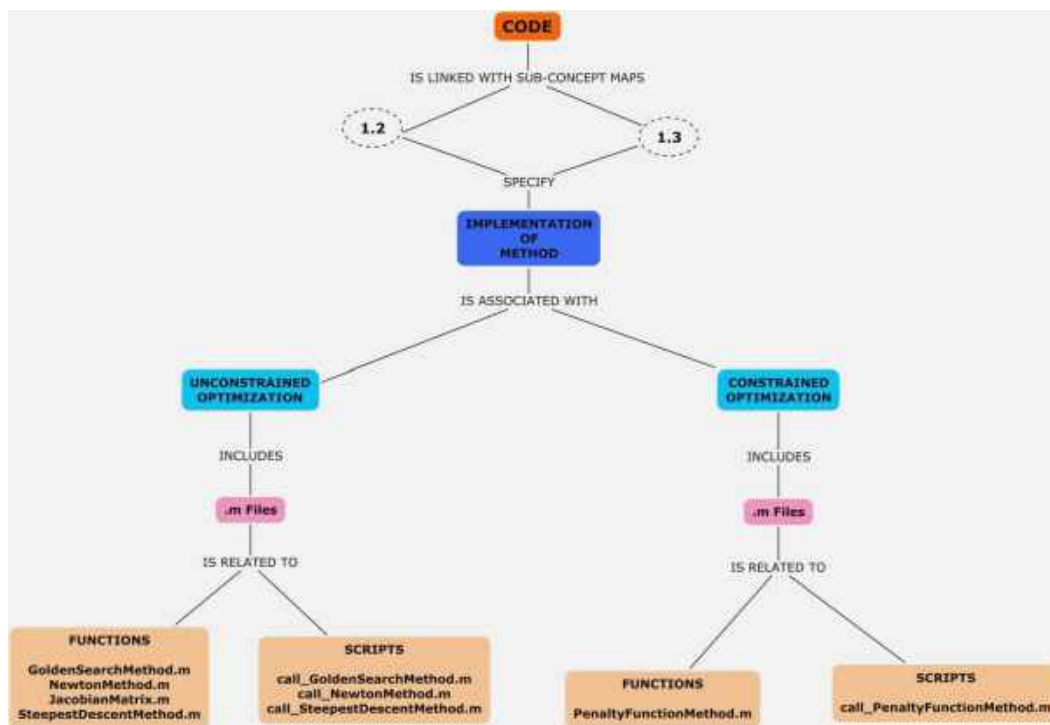 CODE
IS LINKED WITH SUB-CONCEPT MAPS
1.2
1.3
SPECIFY
IMPLEMENTATION
OF
METHOD
IS ASSOCIATED WITH
UNCONSTRAINED
OPTIMIZATION
INCLUDES
.m Files
IS RELATED TO
FUNCTIONS
GoldenSearchMethod.m
NewtonMethod.m
JacobianMatrix.m
SteepestDescentMethod.m
SCRIPTS
call_GoldenSearchMethod.m
call_NewtonMethod.m
call_SteepestDescentMethod.m
CONSTRAINED
OPTIMIZATION
INCLUDES
.m Files
IS RELATED TO
FUNCTIONS
PenaltyFunctionMethod.m
SCRIPTS
call_PenaltyFunctionMethod.m